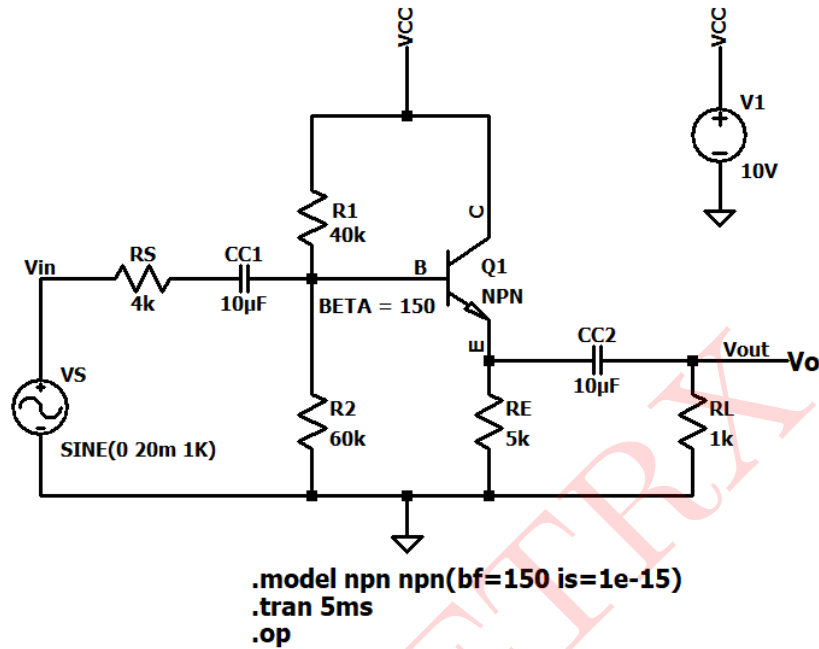 VCC
VCC
V1
10V
R1
40k
C
Q1
NPN
B
BETA = 150
Vin
RS
4k
CC1
10µF
E
CC2
10µF
Vout
Vo
VS
SINE(0 20m 1K)
R2
60k
RE
5k
RL
1k
.model npn npn(bf=150 is=1e-15)
.tran 5ms
.op
ETRX